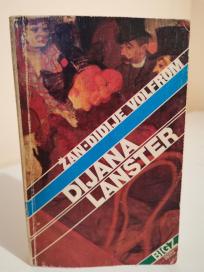 ŽAN-DIDIJE VOLFROM
DIJANA
LANSTER
BIGZ